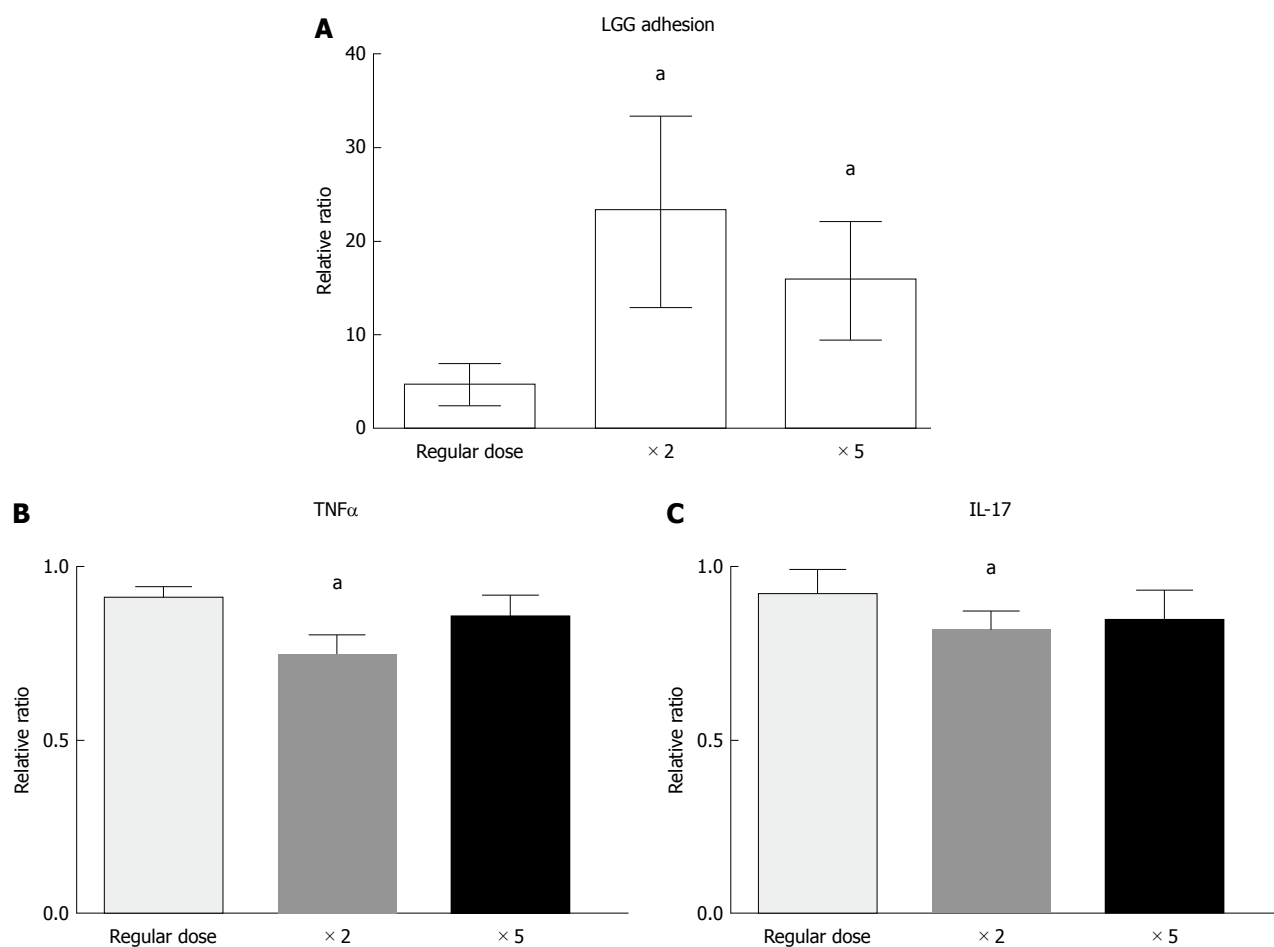 A
LGG adhesion
40
30
20
10
0
Relative ratio
a
a
Regular dose
× 2
× 5
B
TNFα
1.0
0.5
0.0
Relative ratio
a
Regular dose
× 2
× 5
C
IL-17
1.0
0.5
0.0
Relative ratio
a
Regular dose
× 2
× 5